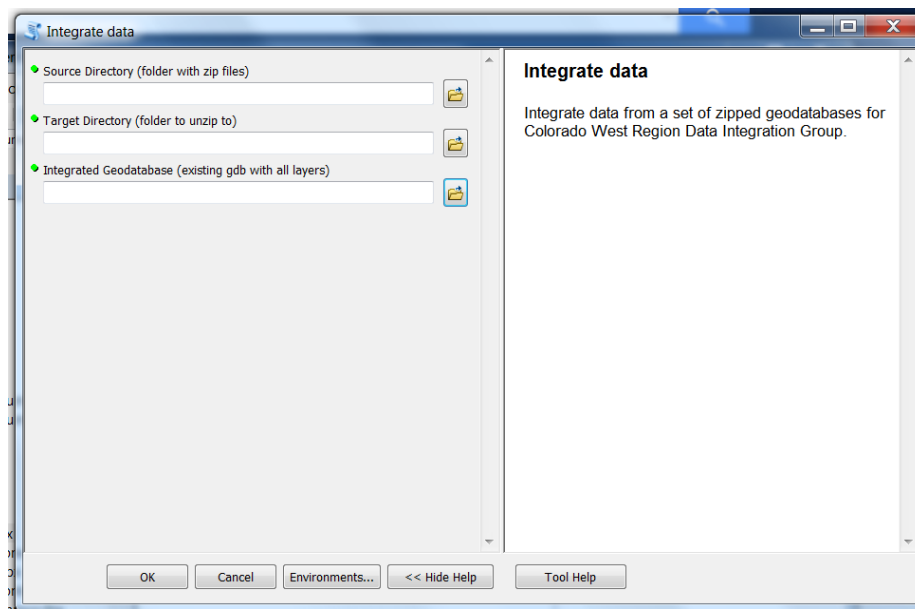 Integrate data
Source Directory (folder with zip files)
Target Directory (folder to unzip to)
Integrated Geodatabase (existing gdb with all layers)
Integrate data
Integrate data from a set of zipped geodatabases for
Colorado West Region Data Integration Group.
OK
Cancel
Environments...
<< Hide Help
Tool Help